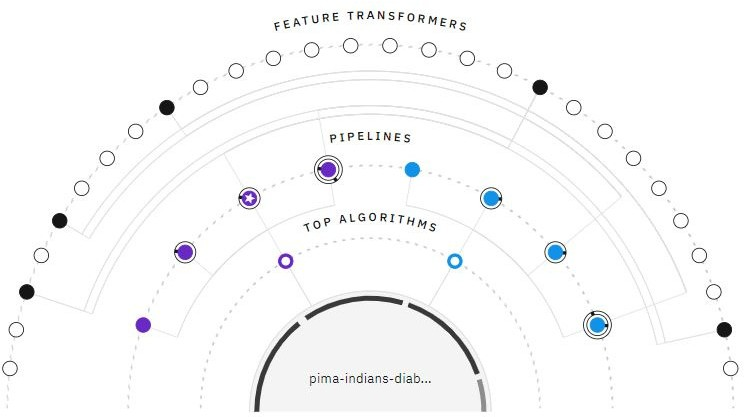 FEATURE TRANSFORMERS
PIPELINES
TOP ALGORITHMS
pima-indians-diab...